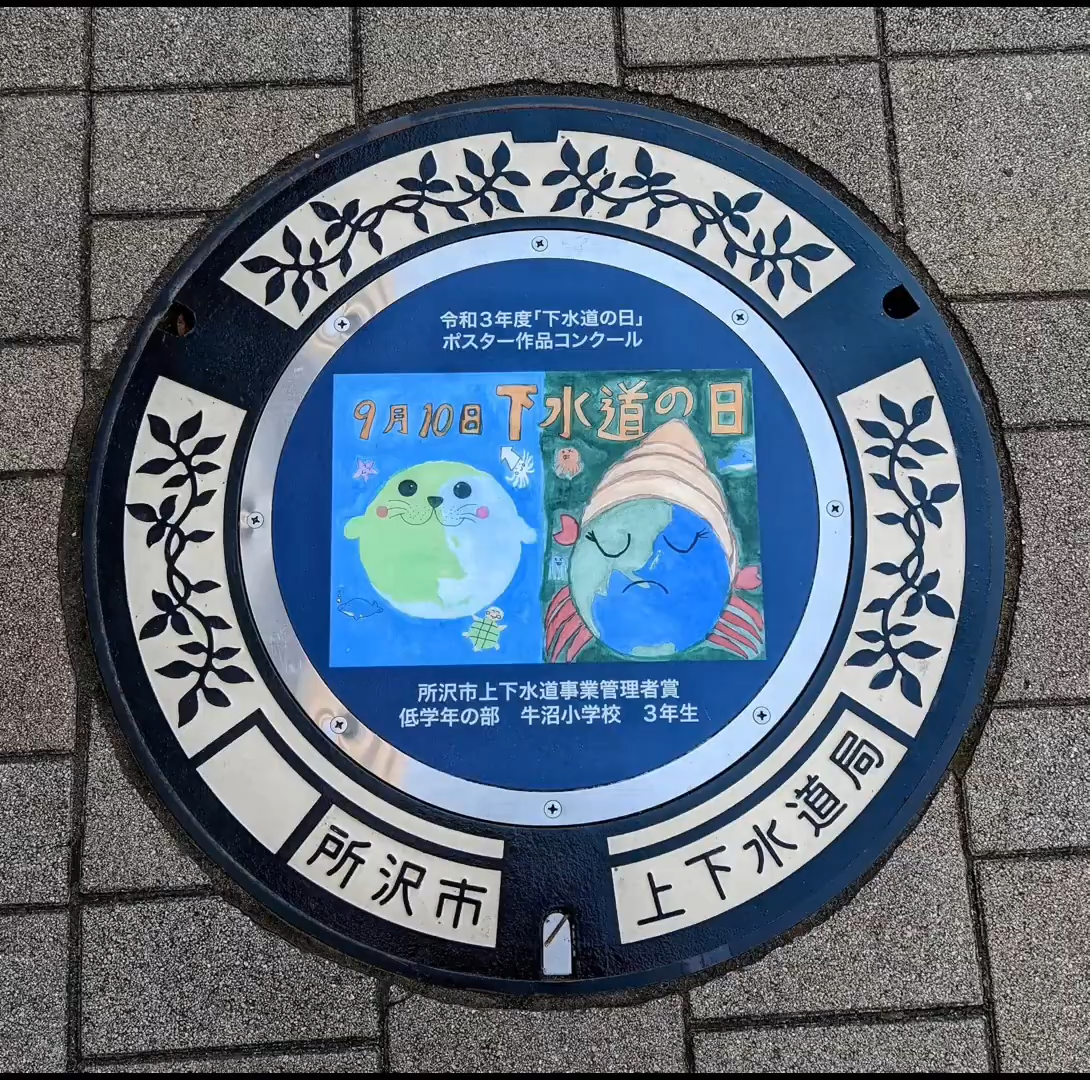 令和3年度「下水道の日」
ポスター作品コンクール
9月10日 下水道の日
所沢市上下水道事業管理者賞
低学年の部　牛沼小学校　3年生
所沢市 上下水道局